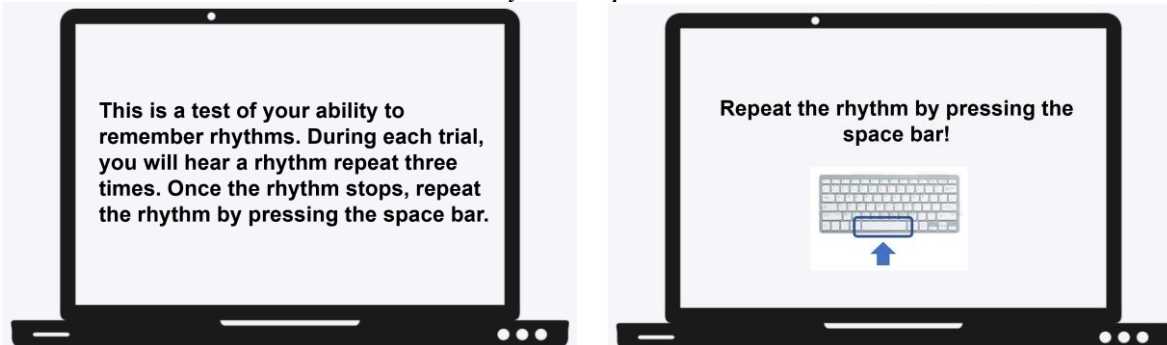 This is a test of your ability to
remember rhythms. During each trial,
you will hear a rhythm repeat three
times. Once the rhythm stops, repeat
the rhythm by pressing the space bar.
Repeat the rhythm by pressing the
space bar!